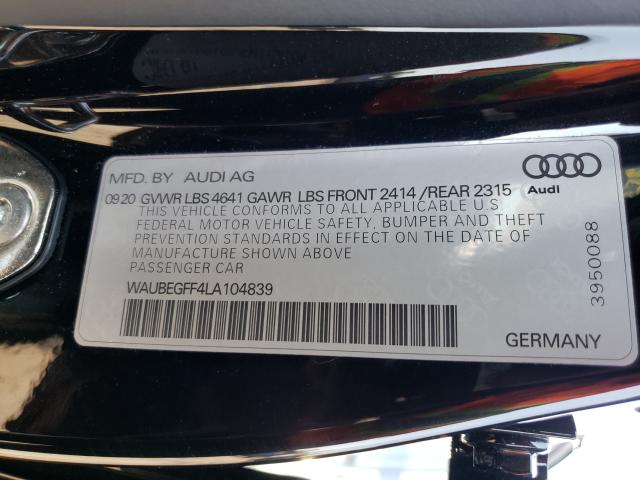 MFD. BY AUDI AG
09 20 GVWR LBS 4641 GAWR LBS FRONT 2414 / REAR 2315
THIS VEHICLE CONFORMS TO ALL APPLICABLE U.S.
FEDERAL MOTOR VEHICLE SAFETY, BUMPER AND THEFT
PREVENTION STANDARDS IN EFFECT ON THE DATE OF
MANUFACTURE SHOWN ABOVE
PASSENGER CAR
WAUBEGFF4LA104839
Audi
3950088
GERMANY